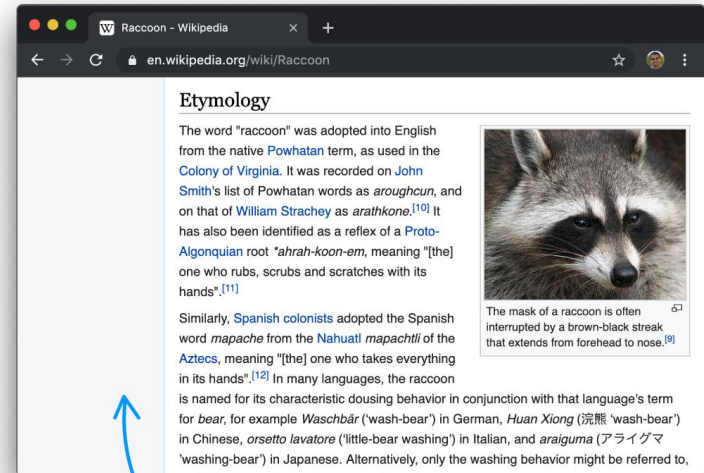 W Raccoon - Wikipedia × +
en.wikipedia.org/wiki/Raccoon
Etymology
The word "raccoon" was adopted into English
from the native Powhatan term, as used in the
Colony of Virginia. It was recorded on John
Smith's list of Powhatan words as aroughcun, and
on that of William Strachey as arathkone.[10] It
has also been identified as a reflex of a Proto-
Algonquian root *ahrah-koon-em, meaning "[the]
one who rubs, scrubs and scratches with its
hands".[11]
Similarly, Spanish colonists adopted the Spanish
word mapache from the Nahuatl mapachtli of the
Aztecs, meaning "[the] one who takes everything
in its hands".[12] In many languages, the raccoon
is named for its characteristic dousing behavior in conjunction with that language's term
for bear, for example Waschbär ('wash-bear') in German, Huan Xiong (浣熊 'wash-bear')
in Chinese, orsetto lavatore ('little-bear washing') in Italian, and araiguma (アライグマ
'washing-bear') in Japanese. Alternatively, only the washing behavior might be referred to,
The mask of a raccoon is often
interrupted by a brown-black streak
that extends from forehead to nose.[9]